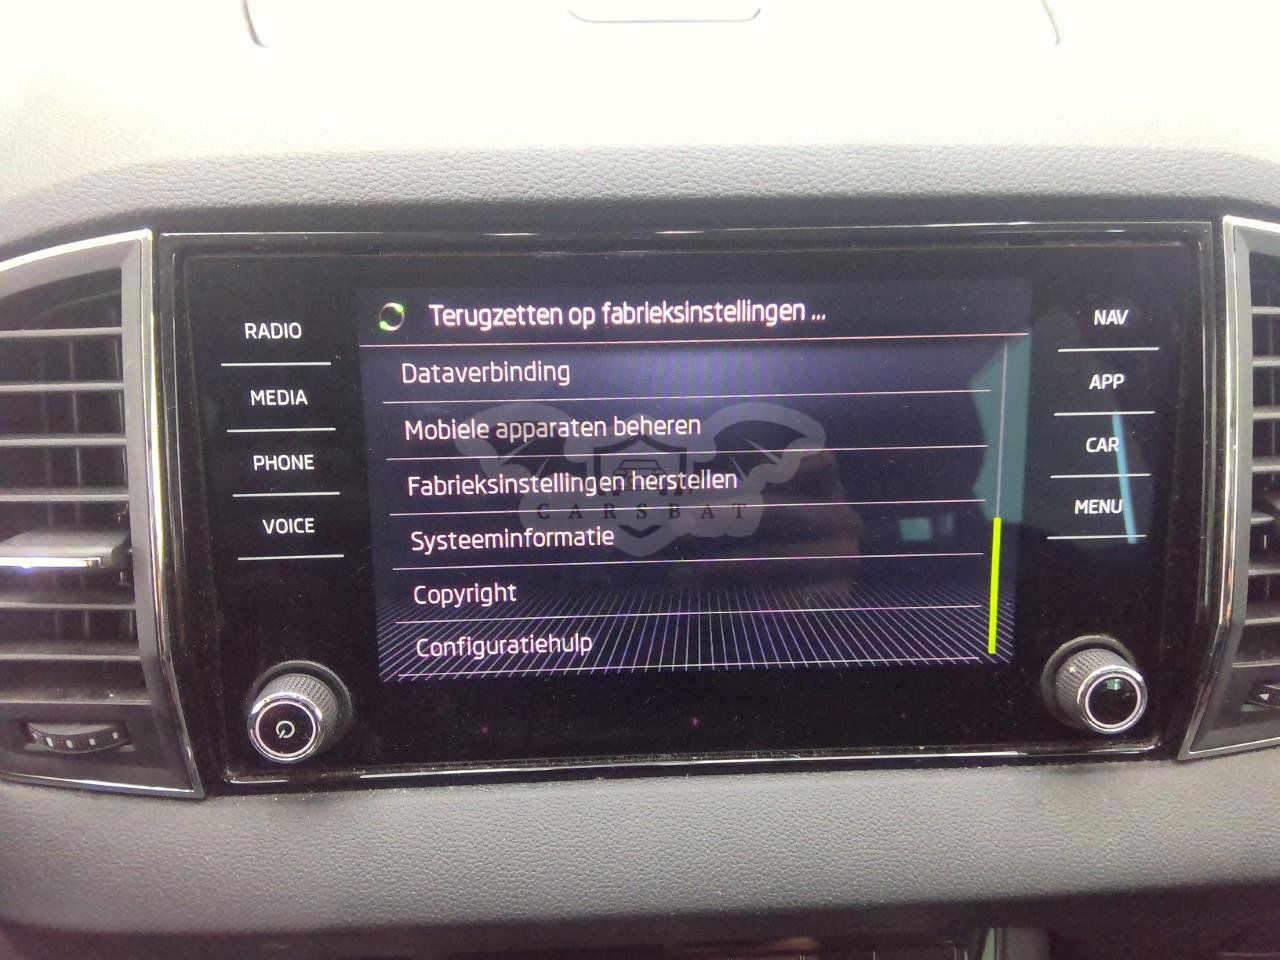 RADIO
MEDIA
PHONE
VOICE
Terugzetten op fabrieksinstellingen ...
Dataverbinding
Mobiele apparaten beheren
Fabrieksinstellingen herstellen
CARSBAT
Systeeminformatie
Copyright
Configuratiehulp
NAV
APP
CAR
MENU